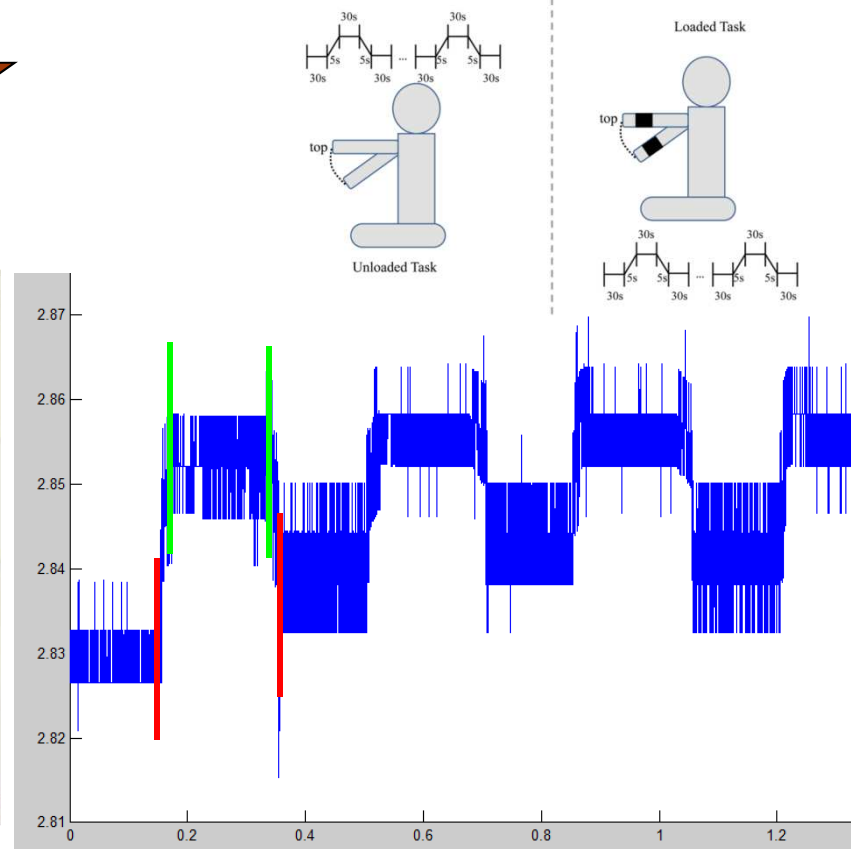 30s
5s 5s ... 5s 5s
30s 30s 30s 30s
top
Unloaded Task
Loaded Task
top
30s 30s
5s 5s ... 5s 5s
30s 30s 30s 30s
2.87
2.86
2.85
2.84
2.83
2.82
2.81
0 0.2 0.4 0.6 0.8 1 1.2